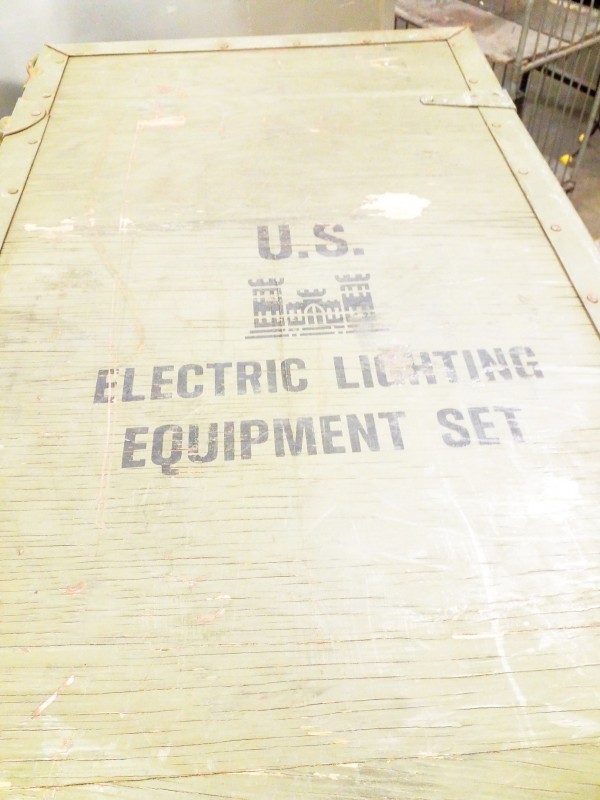 U.S.
ELECTRIC LIGHTING
EQUIPMENT SET